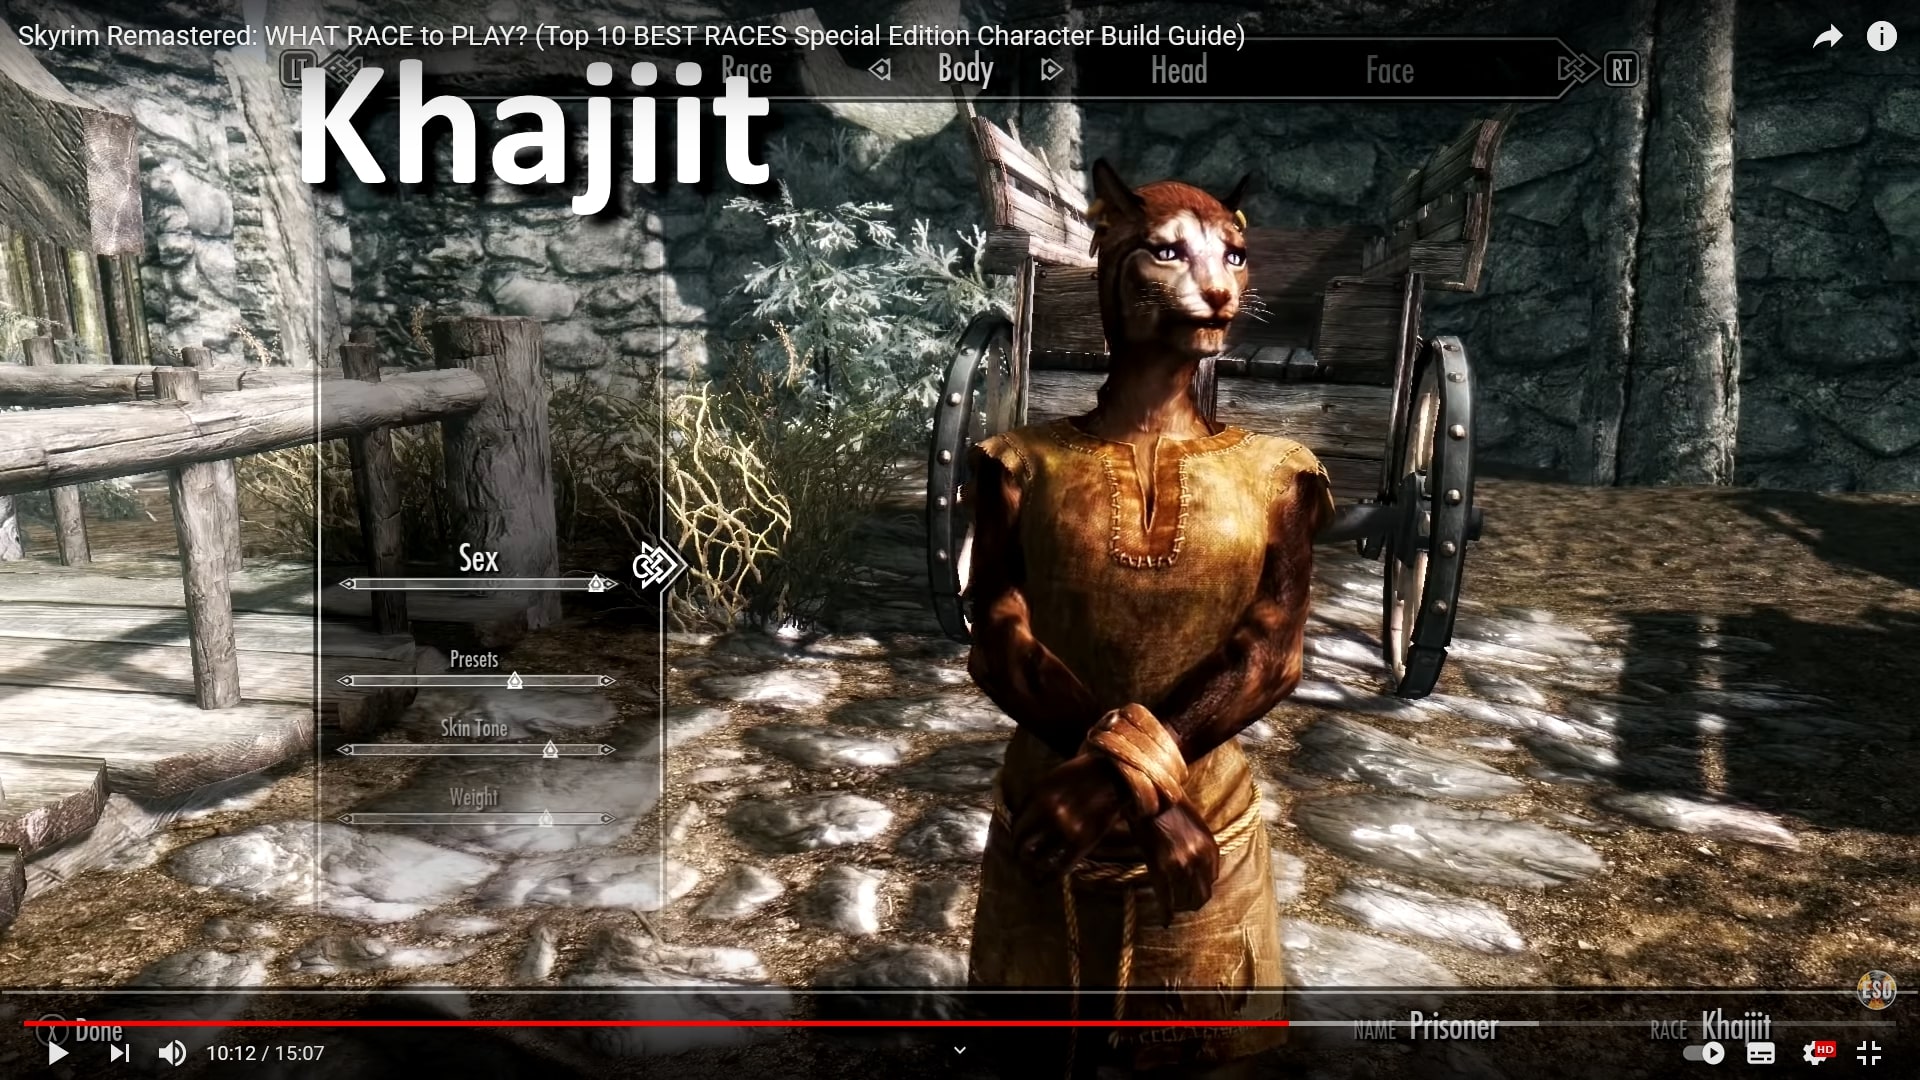 Skyrim Remastered: WHAT RACE to PLAY? (Top 10 BEST RACES Special Edition Character Build Guide)
LT Race Body Head Face RT
Khajiit
Sex
Presets
Skin Tone
Weight
ESO
X Done NAME Prisoner RACE Khajiit
10:12 / 15:07 HD